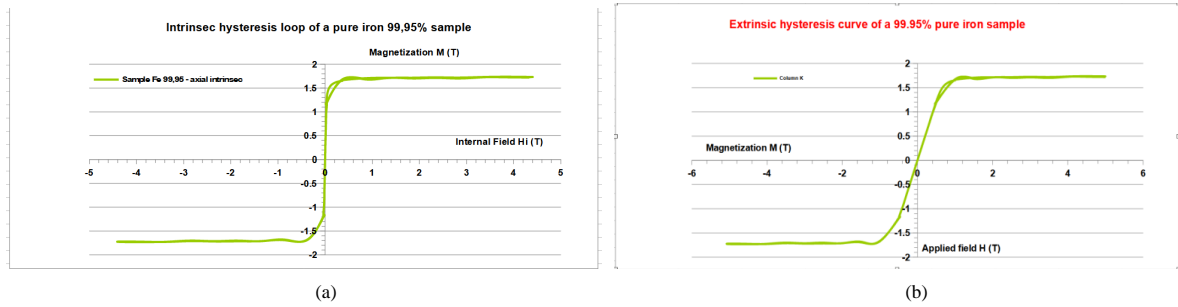 Intrinsec hysteresis loop of a pure iron 99,95% sample
Magnetization M (T)
Sample Fe 99,95 - axial intrinsec
Internal Field Hi (T)
2
1.5
1
0.5
0
-0.5
-1
-1.5
-2
-5 -4 -3 -2 -1 0 1 2 3 4 5
(a)
Extrinsic hysteresis curve of a 99.95% pure iron sample
Column K
Magnetization M (T)
Applied field H (T)
2
1.5
1
0.5
0
-0.5
-1
-1.5
-2
-6 -4 -2 0 2 4 6
(b)